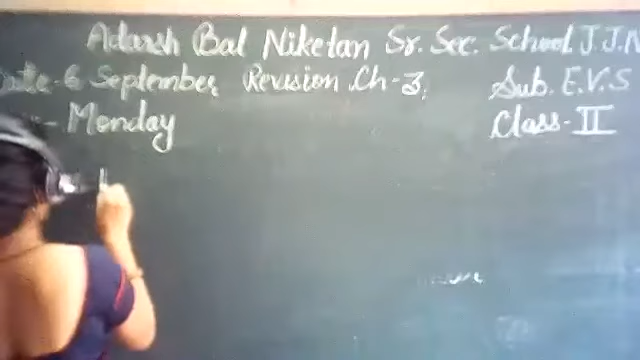 Adarsh Bal Niketan Sr. Sec. School J.J.N
Date-6 September Revision Ch-3. Sub. E.V.S
- Monday Class-II